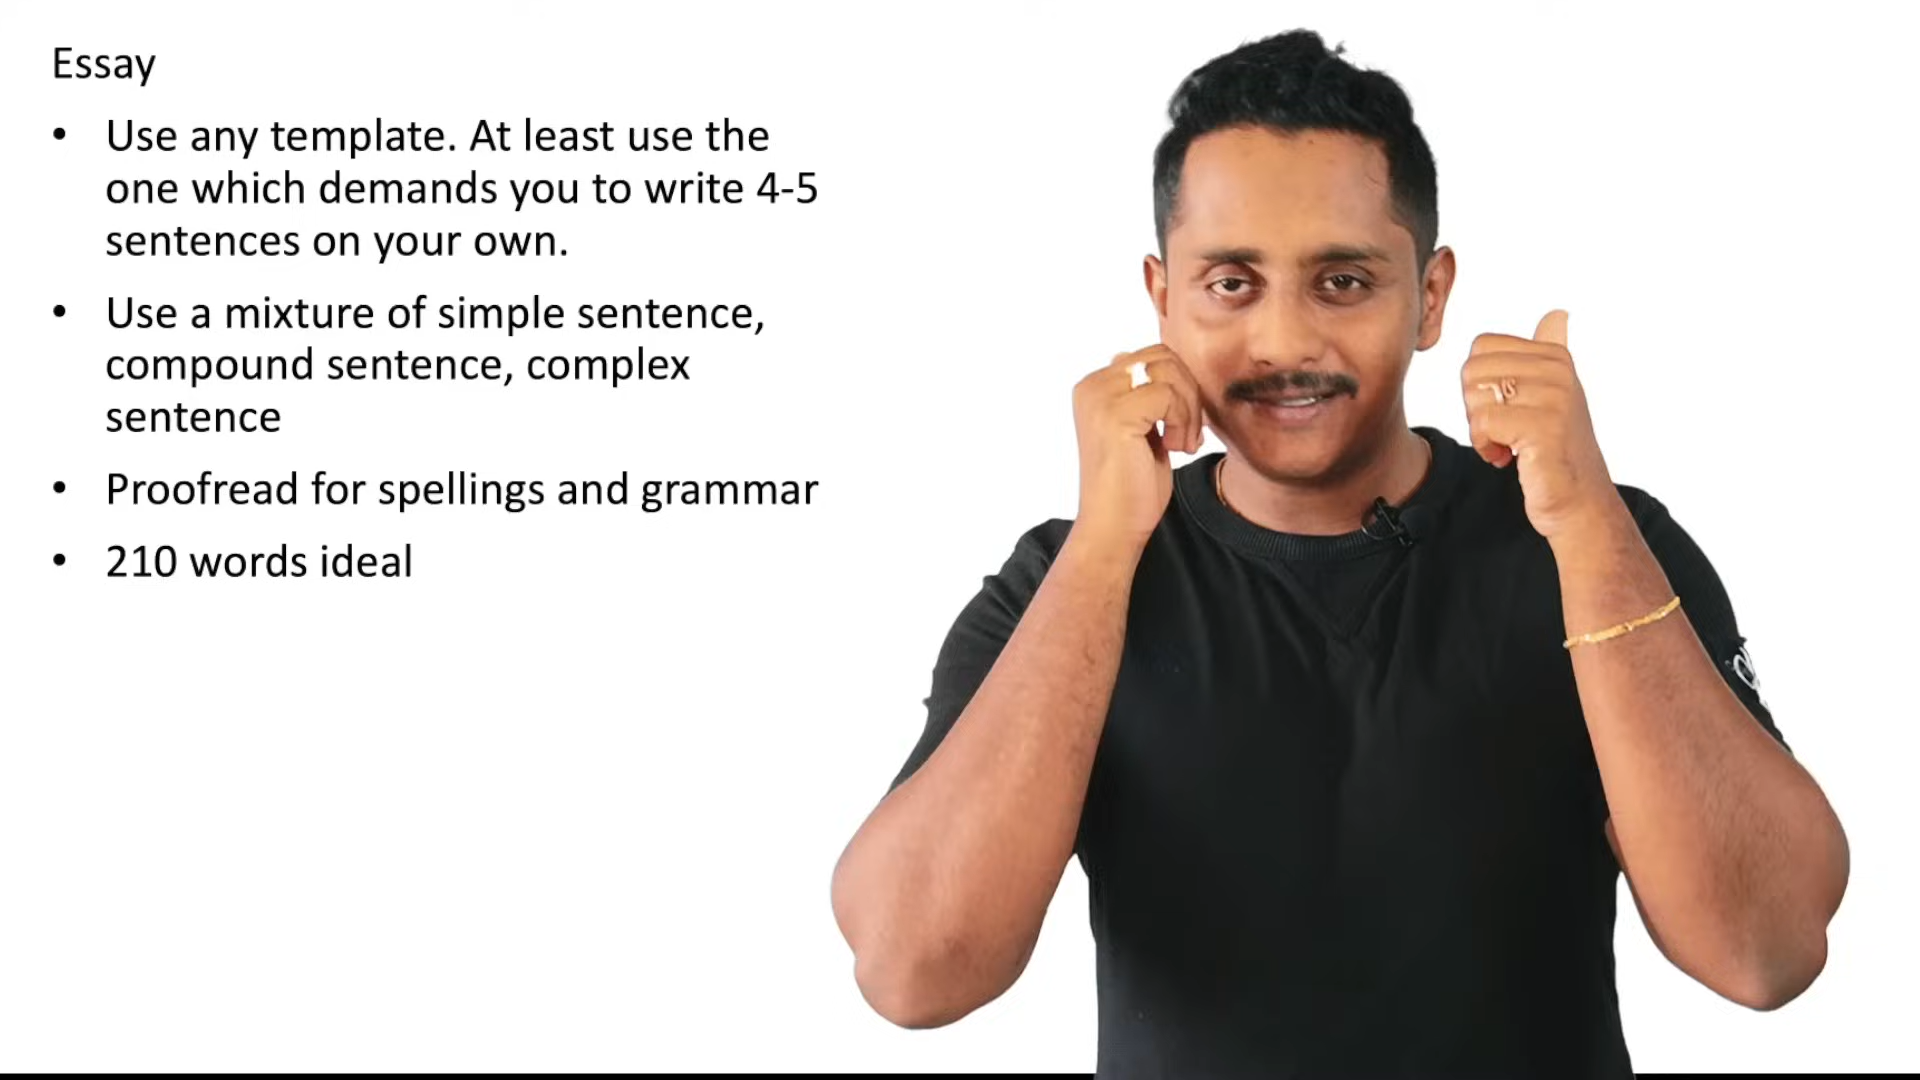 Essay
• Use any template. At least use the
one which demands you to write 4-5
sentences on your own.
• Use a mixture of simple sentence,
compound sentence, complex
sentence
• Proofread for spellings and grammar
• 210 words ideal